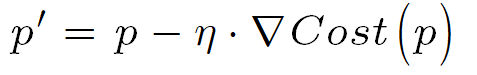 p′ = p − η · ∇Cost(p)